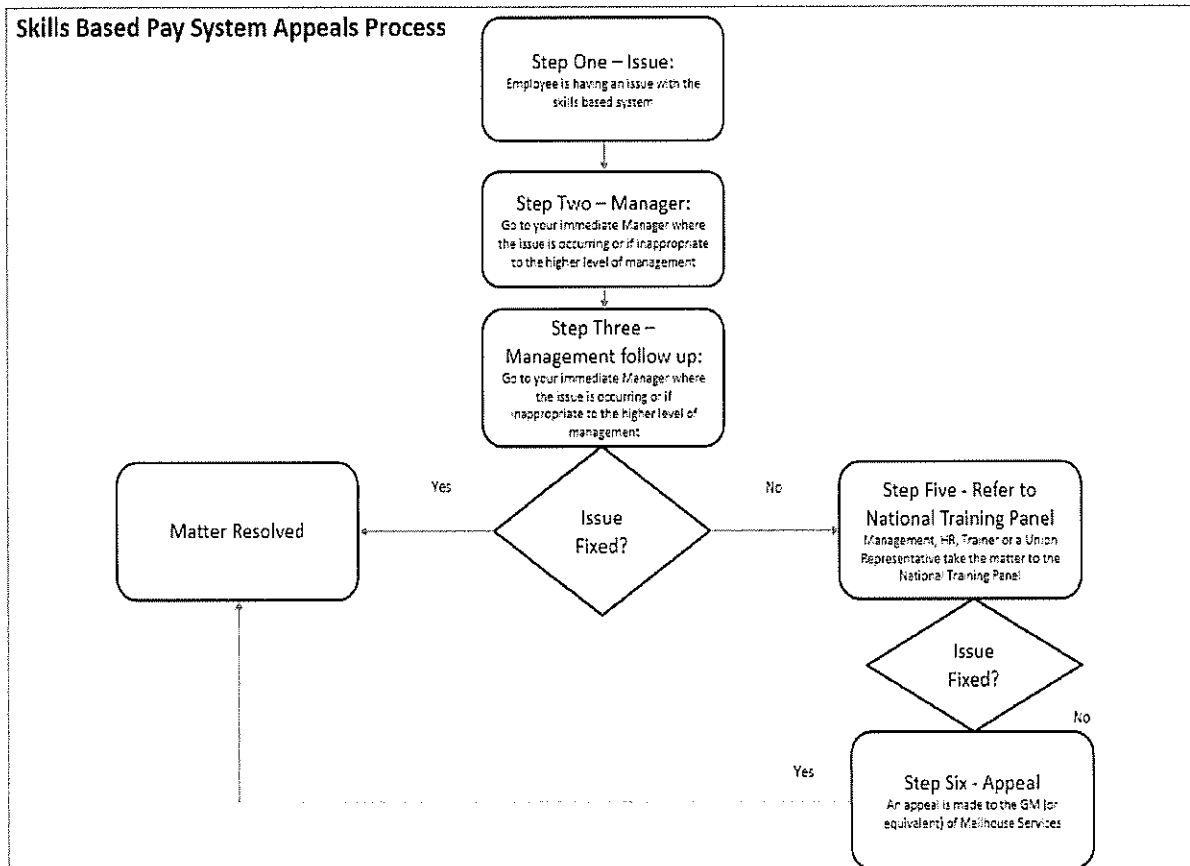 Skills Based Pay System Appeals Process
Step One – Issue:
Employee is having an issue with the
skills based system
Step Two – Manager:
Go to your immediate Manager where
the issue is occurring or if inappropriate
to the higher level of management
Step Three –
Management follow up:
Go to your immediate Manager where
the issue is occurring or if
inappropriate to the higher level of
management
Yes
No
Matter Resolved
Issue
Fixed?
Step Five - Refer to
National Training Panel
Management, HR, Trainer or a Union
Representative take the matter to the
National Training Panel
Issue
Fixed?
No
Yes
Step Six - Appeal
An appeal is made to the GM (or
equivalent) of Mailhouse Services